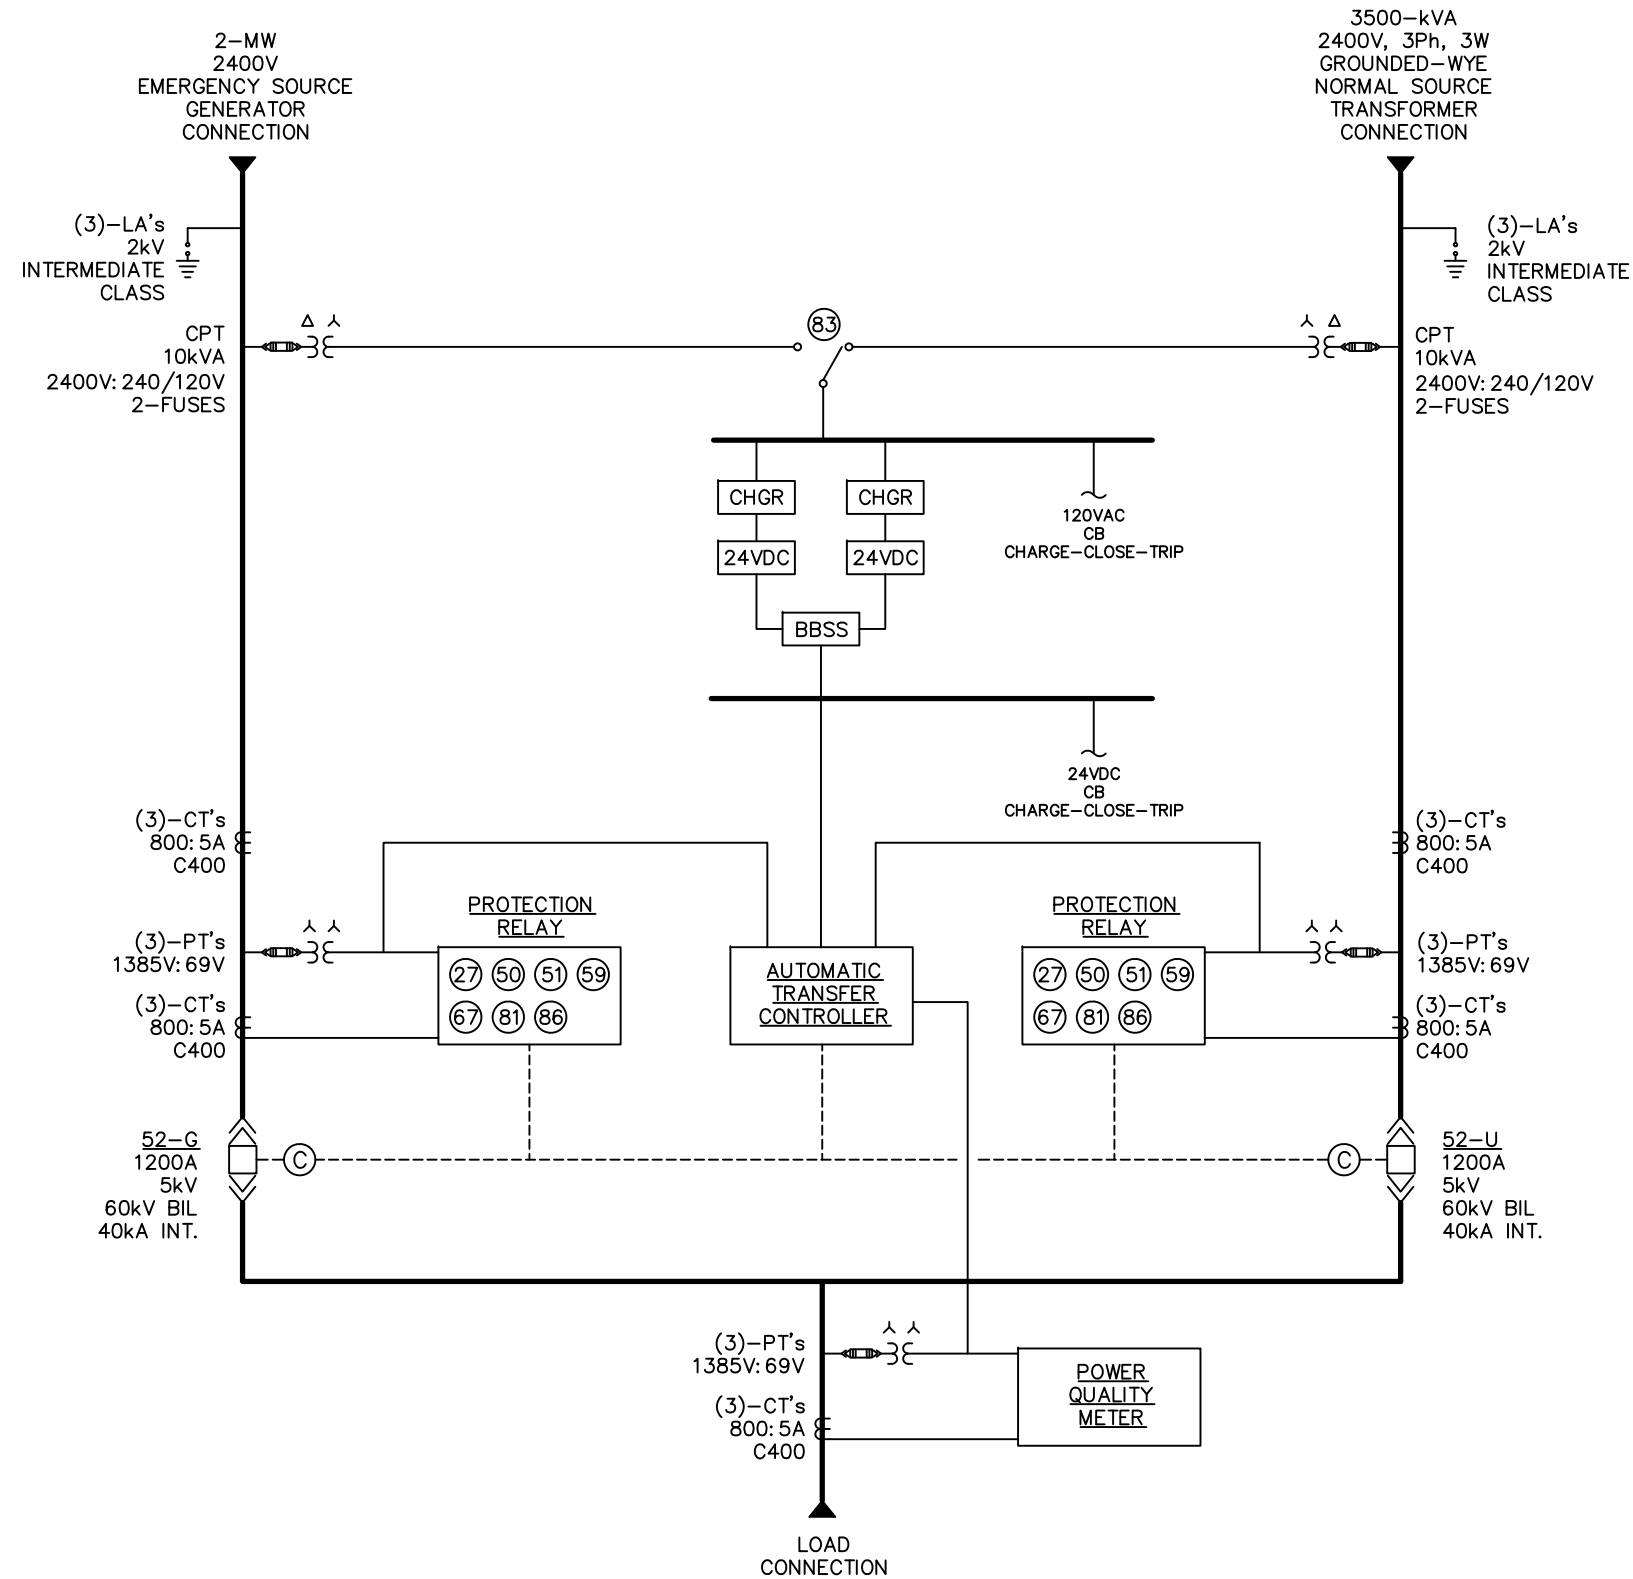 2-MW
2400V
EMERGENCY SOURCE
GENERATOR
CONNECTION
3500-kVA
2400V, 3Ph, 3W
GROUNDED-WYE
NORMAL SOURCE
TRANSFORMER
CONNECTION
(3)-LA's
2kV
INTERMEDIATE
CLASS
(3)-LA's
2kV
INTERMEDIATE
CLASS
CPT
10kVA
2400V:240/120V
2-FUSES
83
CPT
10kVA
2400V:240/120V
2-FUSES
CHGR
CHGR
24VDC
24VDC
120VAC
CB
CHARGE-CLOSE-TRIP
BBSS
24VDC
CB
CHARGE-CLOSE-TRIP
(3)-CT's
800:5A
C400
(3)-CT's
800:5A
C400
(3)-PT's
1385V:69V
(3)-CT's
800:5A
C400
PROTECTION
RELAY
27 50 51 59
67 81 86
AUTOMATIC
TRANSFER
CONTROLLER
PROTECTION
RELAY
27 50 51 59
67 81 86
(3)-PT's
1385V:69V
(3)-CT's
800:5A
C400
52-G
1200A
5kV
60kV BIL
40kA INT.
C
C
52-U
1200A
5kV
60kV BIL
40kA INT.
(3)-PT's
1385V:69V
(3)-CT's
800:5A
C400
POWER
QUALITY
METER
LOAD
CONNECTION